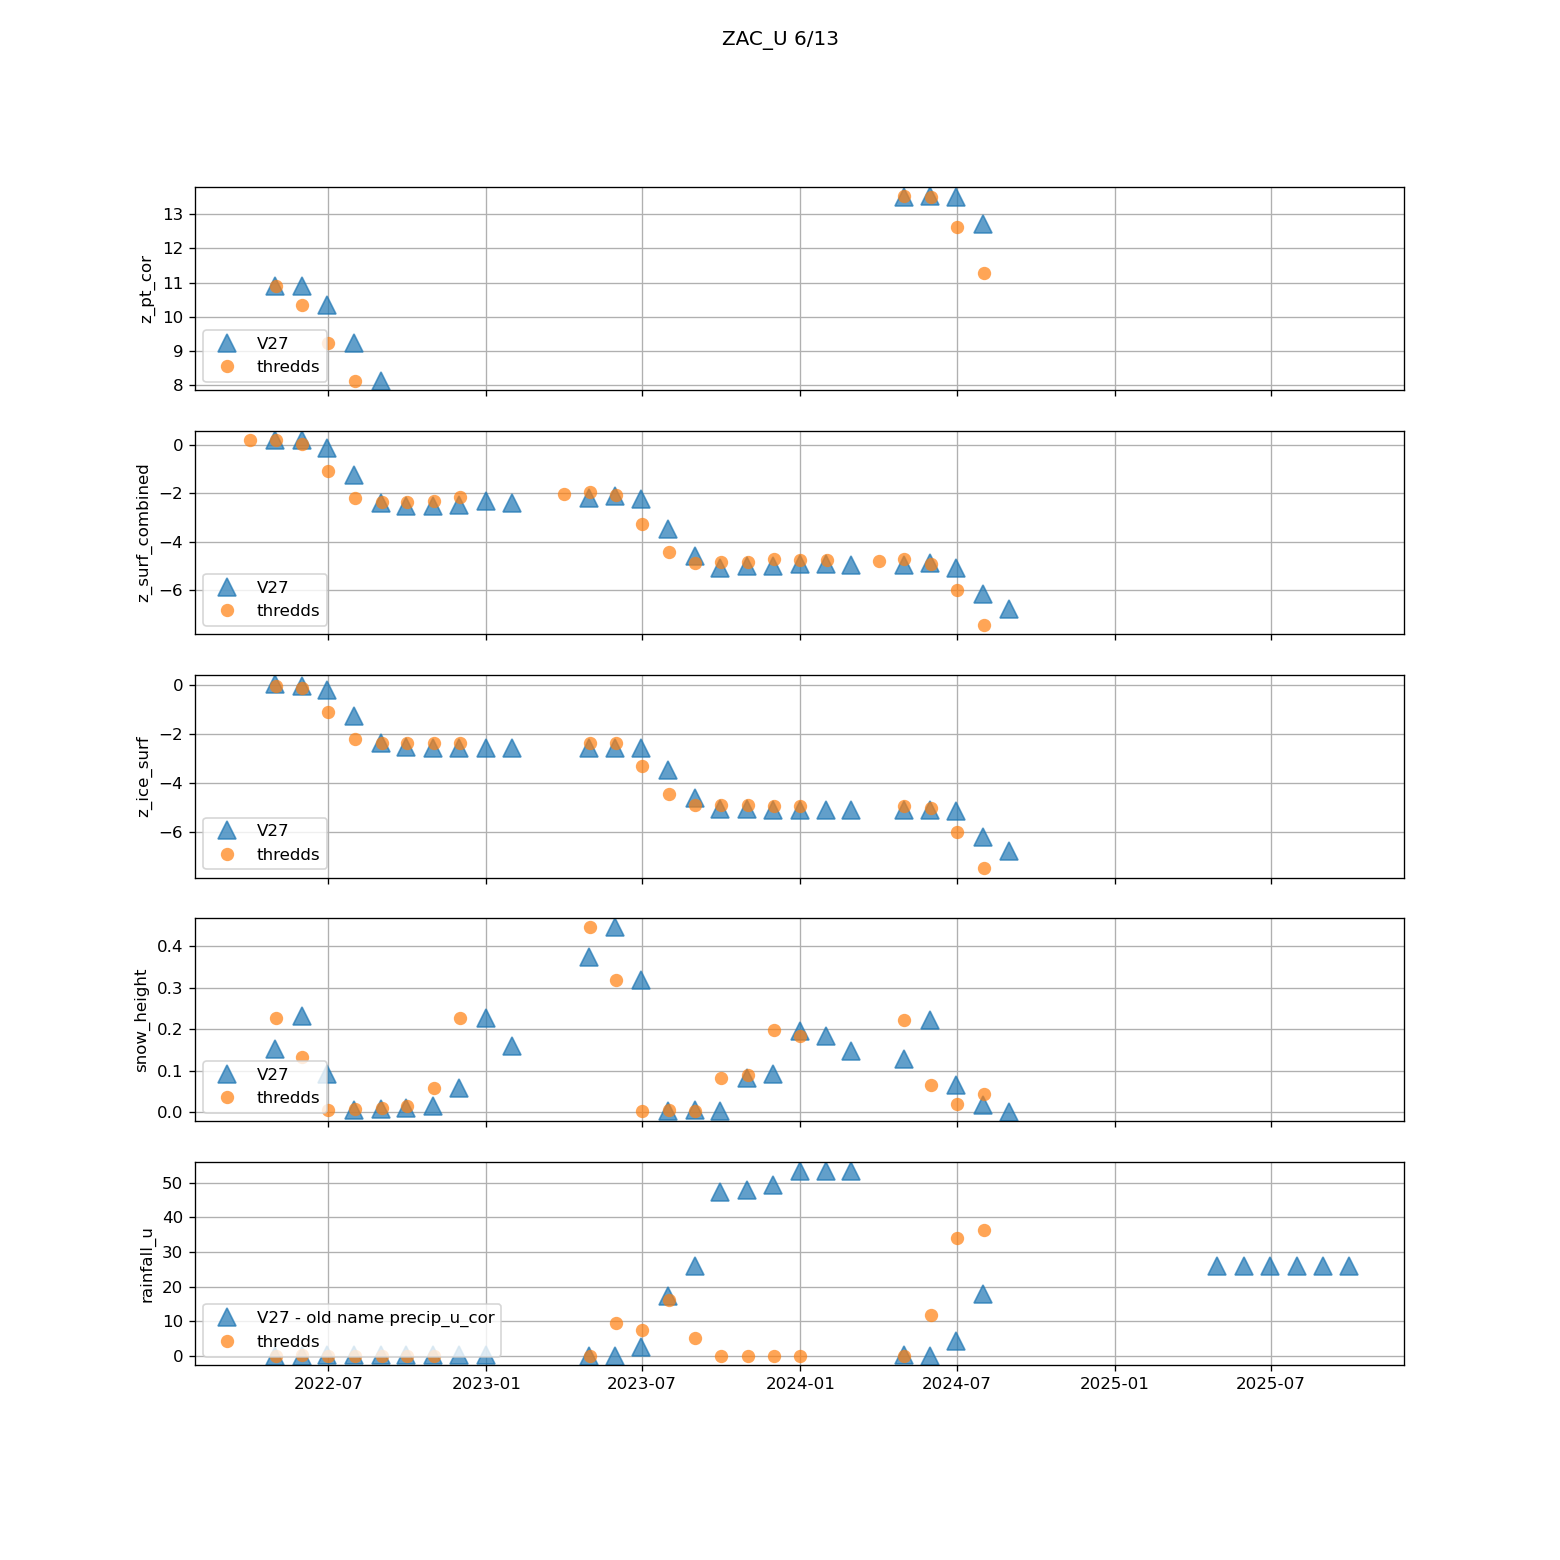 ZAC_U 6/13
z_pt_cor
13
12
11
10
9
8
V27
thredds
z_surf_combined
0
−2
−4
−6
V27
thredds
z_ice_surf
0
−2
−4
−6
V27
thredds
snow_height
0.4
0.3
0.2
0.1
0.0
V27
thredds
rainfall_u
50
40
30
20
10
0
V27 - old name precip_u_cor
thredds
2022-07 2023-01 2023-07 2024-01 2024-07 2025-01 2025-07